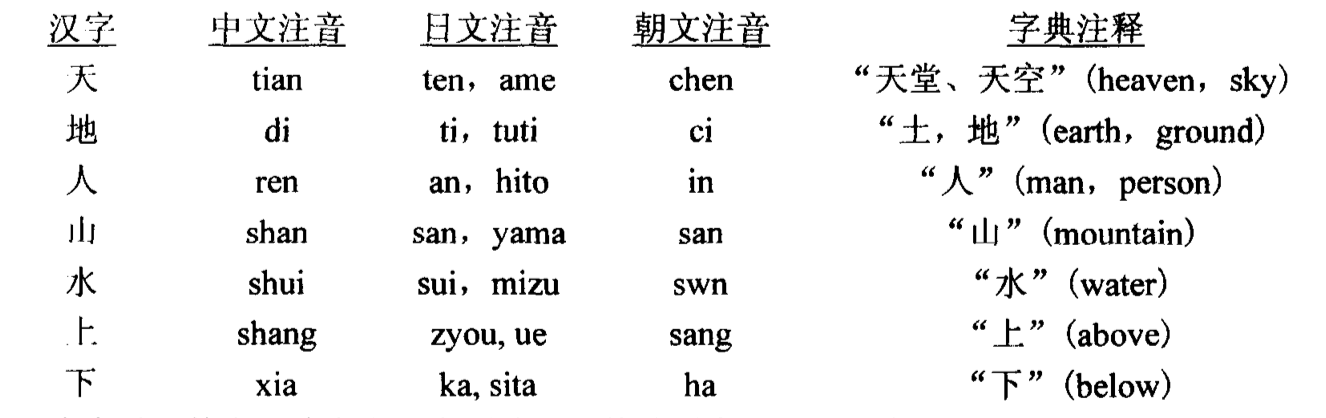 汉字 中文注音 日文注音 朝文注音 字典注释
天 tian ten，ame chen “天堂、天空”(heaven，sky)
地 di ti，tuti ci “土，地”(earth，ground)
人 ren an，hito in “人”(man，person)
山 shan san，yama san “山”(mountain)
水 shui sui，mizu swn “水”(water)
上 shang zyou, ue sang “上”(above)
下 xia ka, sita ha “下”(below)